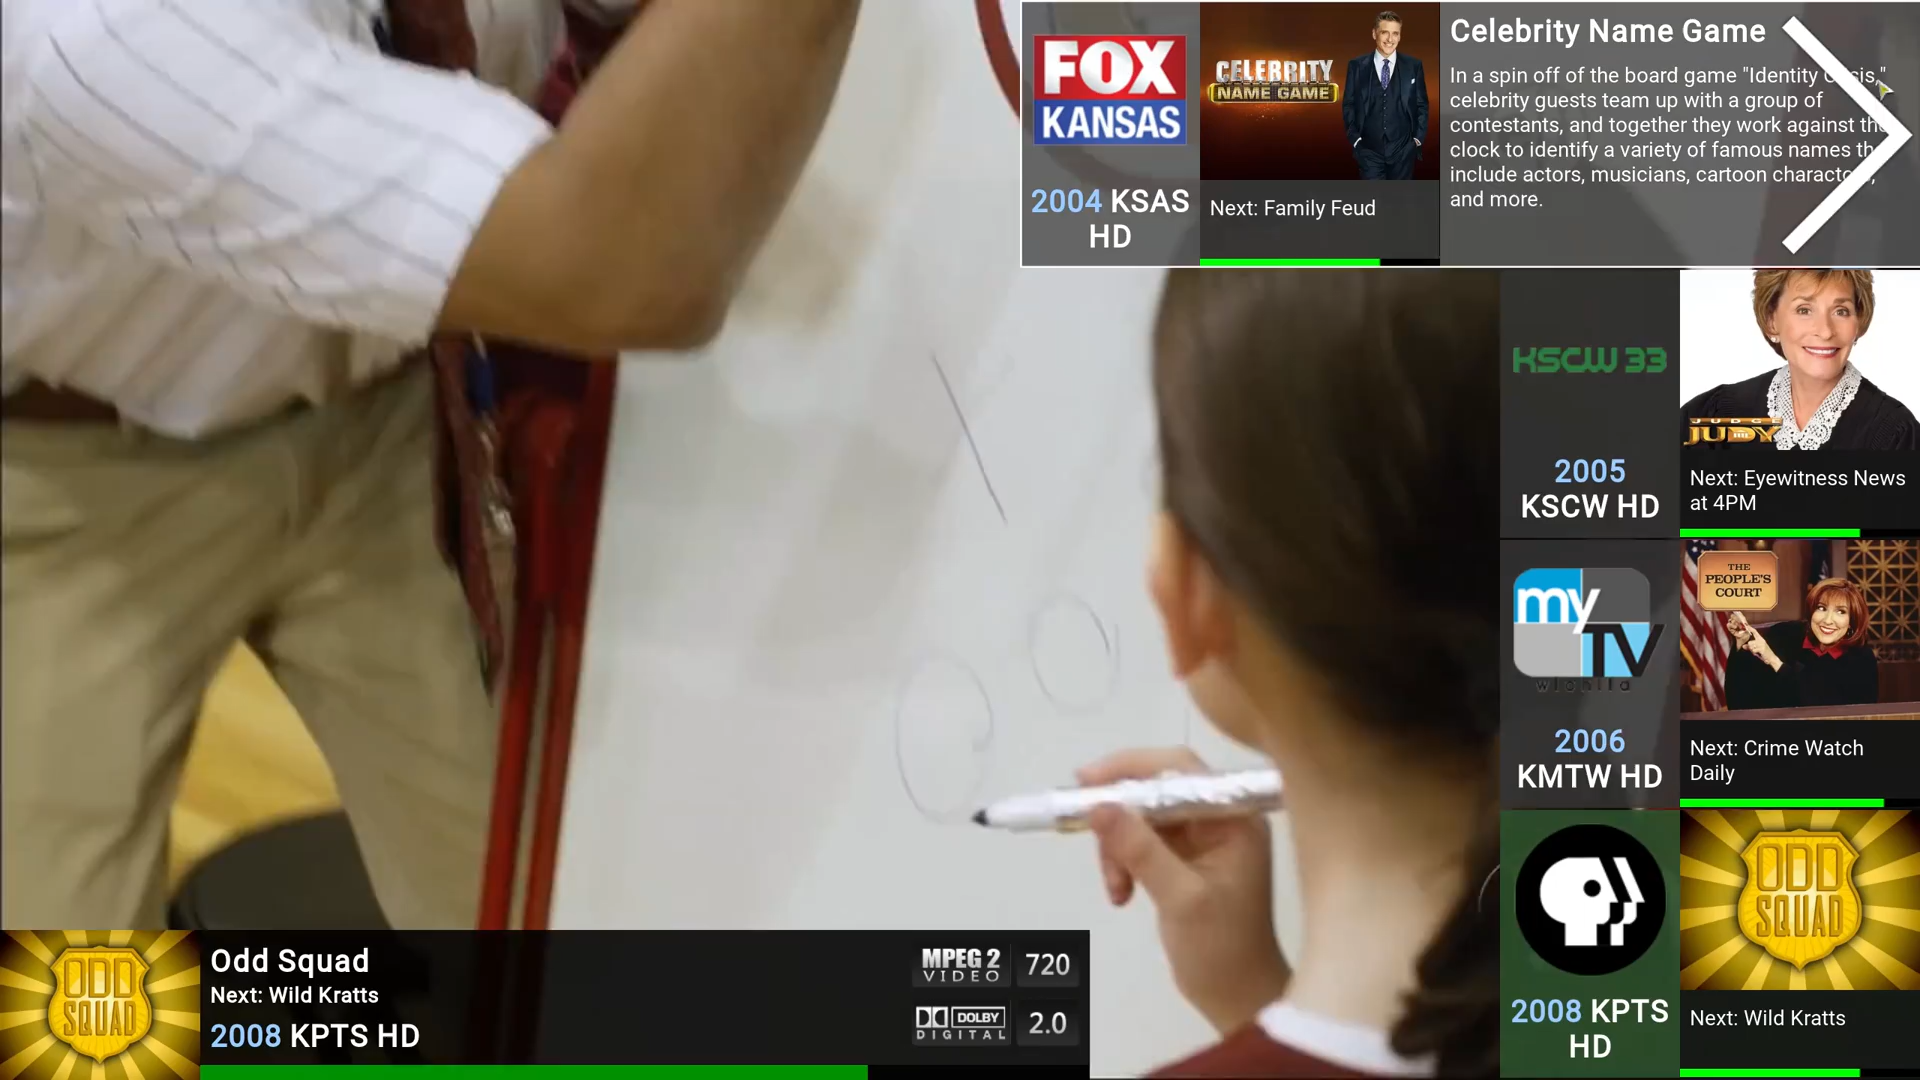 FOX
KANSAS
2004 KSAS
HD
CELEBRITY
NAME GAME
Next: Family Feud
Celebrity Name Game
In a spin off of the board game "Identity
celebrity guests team up with a group of
contestants, and together they work against the
clock to identify a variety of famous names
include actors, musicians, cartoon
and more.
KSCW 33
2005
KSCW HD
JUDGE
JUDY
Next: Eyewitness News
at 4PM
my
TV
wichita
2006
KMTW HD
THE
PEOPLE'S
COURT
Next: Crime Watch
Daily
2008 KPTS
HD
ODD
SQUAD
Next: Wild Kratts
ODD
SQUAD
Odd Squad
Next: Wild Kratts
2008 KPTS HD
MPEG 2
VIDEO
720
DOLBY
DIGITAL
2.0